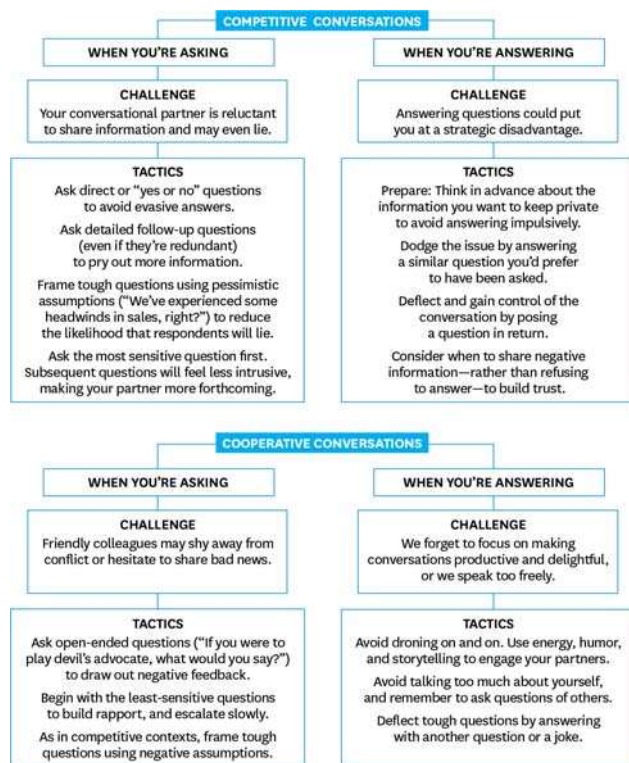 COMPETITIVE CONVERSATIONS
WHEN YOU'RE ASKING
CHALLENGE
Your conversational partner is reluctant
to share information and may even lie.
TACTICS
Ask direct or “yes or no” questions
to avoid evasive answers.
Ask detailed follow-up questions
(even if they're redundant)
to pry out more information.
Frame tough questions using pessimistic
assumptions (“We've experienced some
headwinds in sales, right?”) to reduce
the likelihood that respondents will lie.
Ask the most sensitive question first.
Subsequent questions will feel less intrusive,
making your partner more forthcoming.
WHEN YOU'RE ANSWERING
CHALLENGE
Answering questions could put
you at a strategic disadvantage.
TACTICS
Prepare: Think in advance about the
information you want to keep private
to avoid answering impulsively.
Dodge the issue by answering
a similar question you'd prefer
to have been asked.
Deflect and gain control of the
conversation by posing
a question in return.
Consider when to share negative
information—rather than refusing
to answer—to build trust.
COOPERATIVE CONVERSATIONS
WHEN YOU'RE ASKING
CHALLENGE
Friendly colleagues may shy away from
conflict or hesitate to share bad news.
TACTICS
Ask open-ended questions (“If you were to
play devil's advocate, what would you say?”)
to draw out negative feedback.
Begin with the least-sensitive questions
to build rapport, and escalate slowly.
As in competitive contexts, frame tough
questions using negative assumptions.
WHEN YOU'RE ANSWERING
CHALLENGE
We forget to focus on making
conversations productive and delightful,
or we speak too freely.
TACTICS
Avoid droning on and on. Use energy, humor,
and storytelling to engage your partners.
Avoid talking too much about yourself,
and remember to ask questions of others.
Deflect tough questions by answering
with another question or a joke.